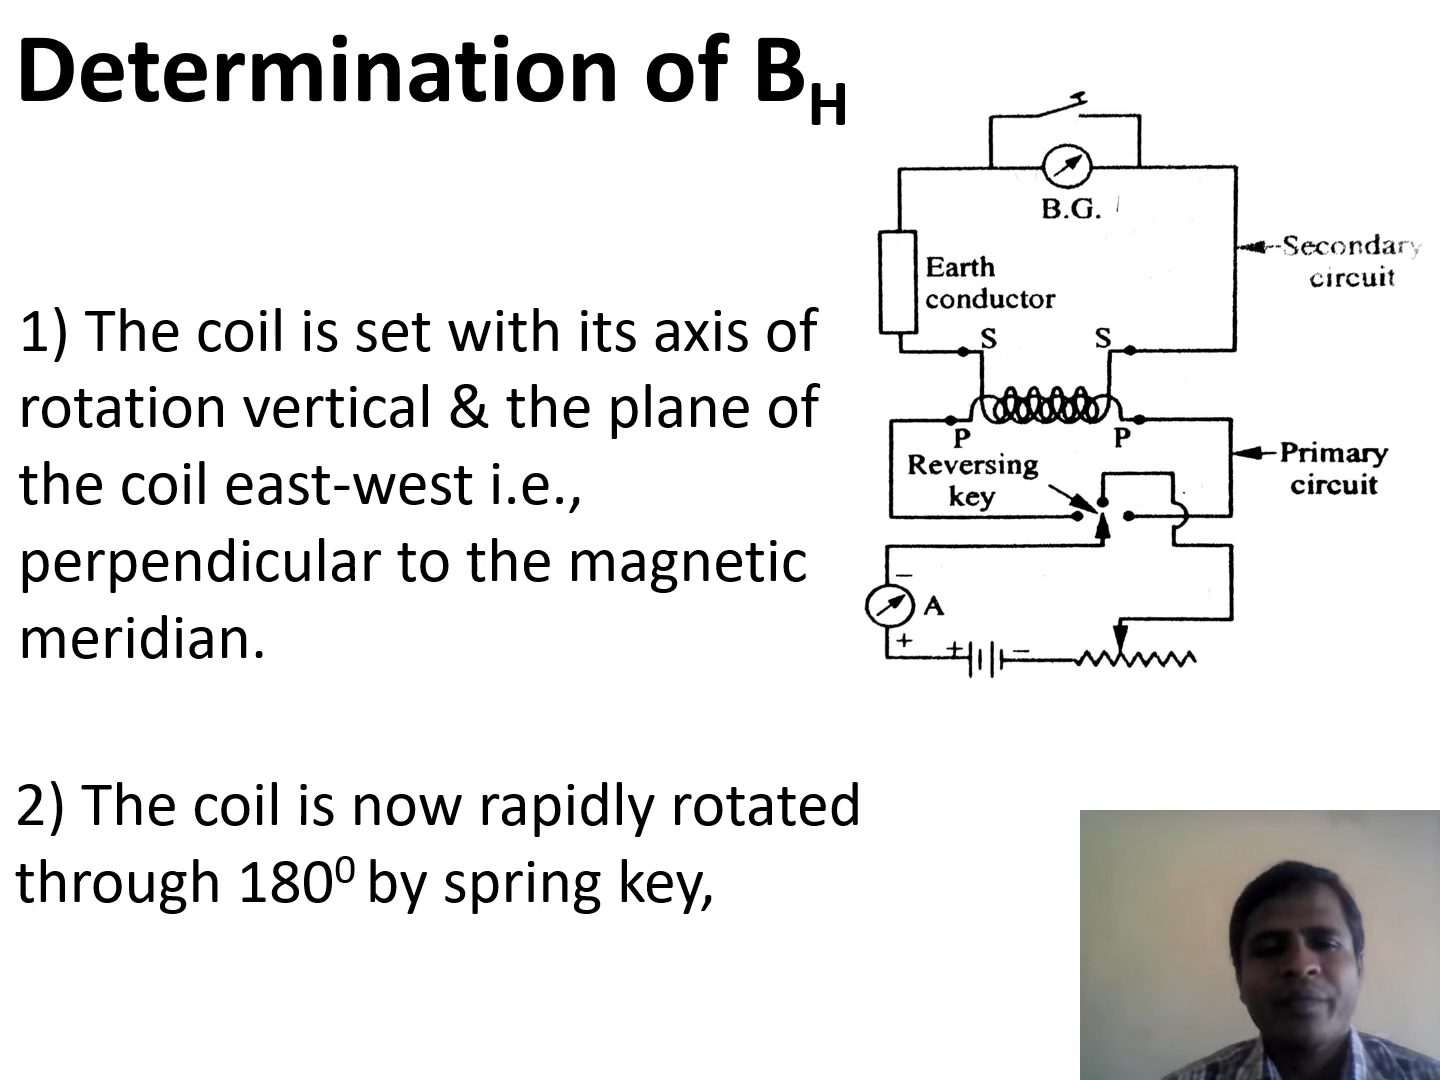 Determination of BH
1) The coil is set with its axis of
rotation vertical & the plane of
the coil east-west i.e.,
perpendicular to the magnetic
meridian.
2) The coil is now rapidly rotated
through 180⁰ by spring key,
B.G.
Earth
conductor
Secondary
circuit
S S
P P
Reversing
key
Primary
circuit
−
A
+
+ −